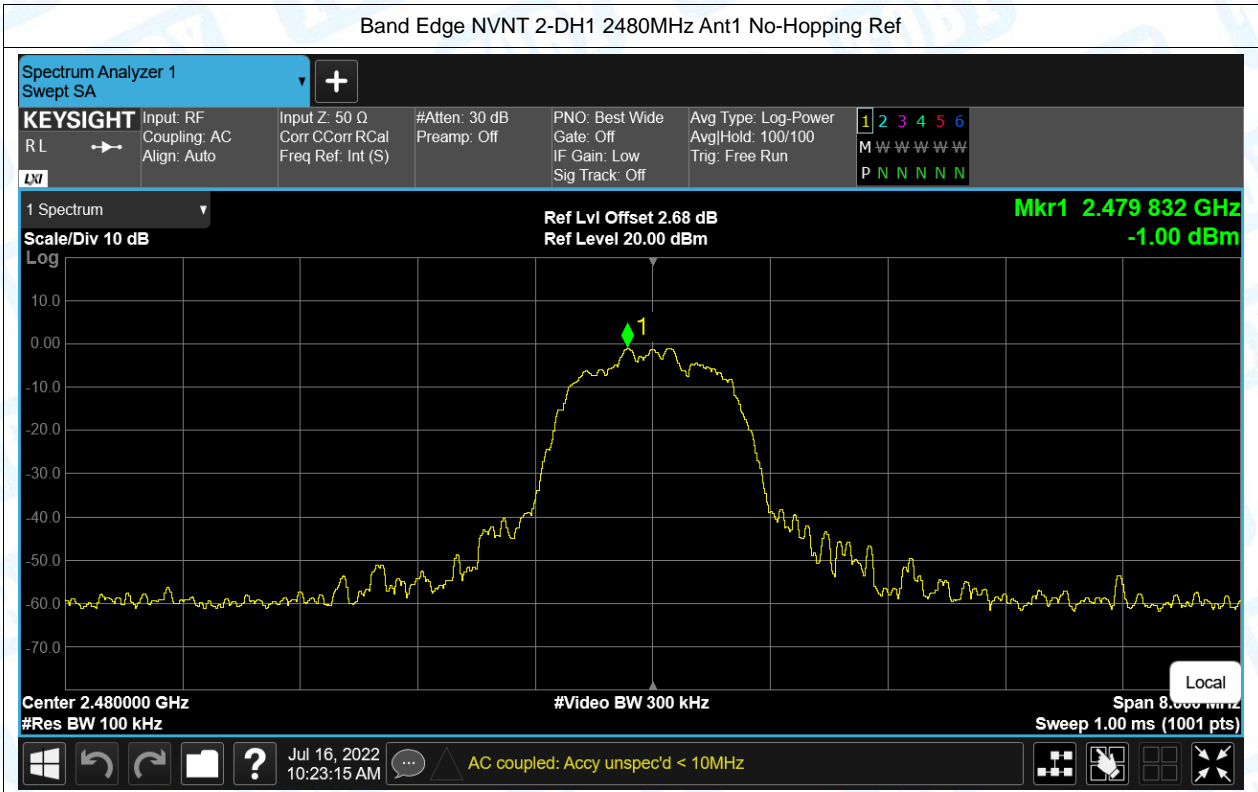 Band Edge NVNT 2-DH1 2480MHz Ant1 No-Hopping Ref
Spectrum Analyzer 1
Swept SA
+
KEYSIGHT
R L
LXI
Input: RF
Coupling: AC
Align: Auto
Input Z: 50 Ω
Corr CCorr RCal
Freq Ref: Int (S)
#Atten: 30 dB
Preamp: Off
PNO: Best Wide
Gate: Off
IF Gain: Low
Sig Track: Off
Avg Type: Log-Power
Avg|Hold: 100/100
Trig: Free Run
1 2 3 4 5 6
M W W W W W
P N N N N N
1 Spectrum
Scale/Div 10 dB
Log
Ref Lvl Offset 2.68 dB
Ref Level 20.00 dBm
Mkr1 2.479 832 GHz
-1.00 dBm
1
10.0
0.00
-10.0
-20.0
-30.0
-40.0
-50.0
-60.0
-70.0
Local
Center 2.480000 GHz
#Video BW 300 kHz
Span 8.000 MHz
#Res BW 100 kHz
Sweep 1.00 ms (1001 pts)
?
Jul 16, 2022
10:23:15 AM
AC coupled: Accy unspec'd < 10MHz